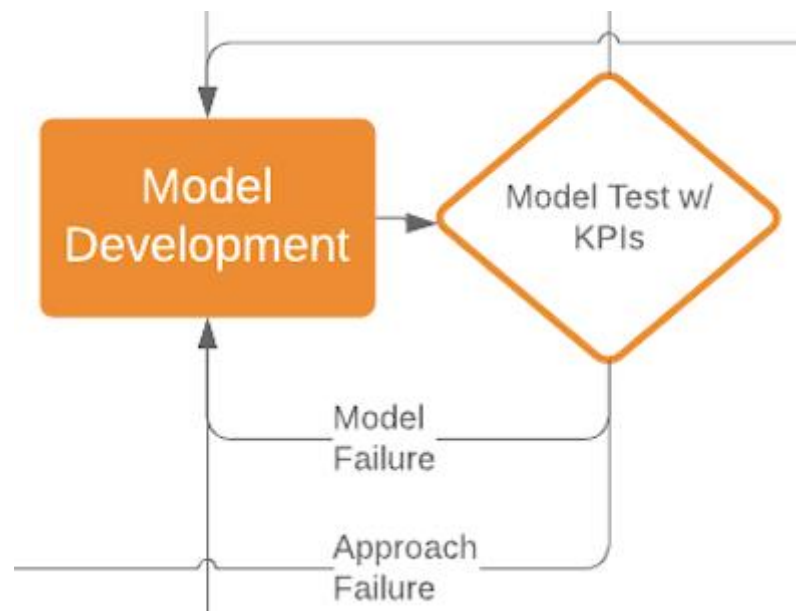 Model
Development
Model Test w/
KPIs
Model
Failure
Approach
Failure